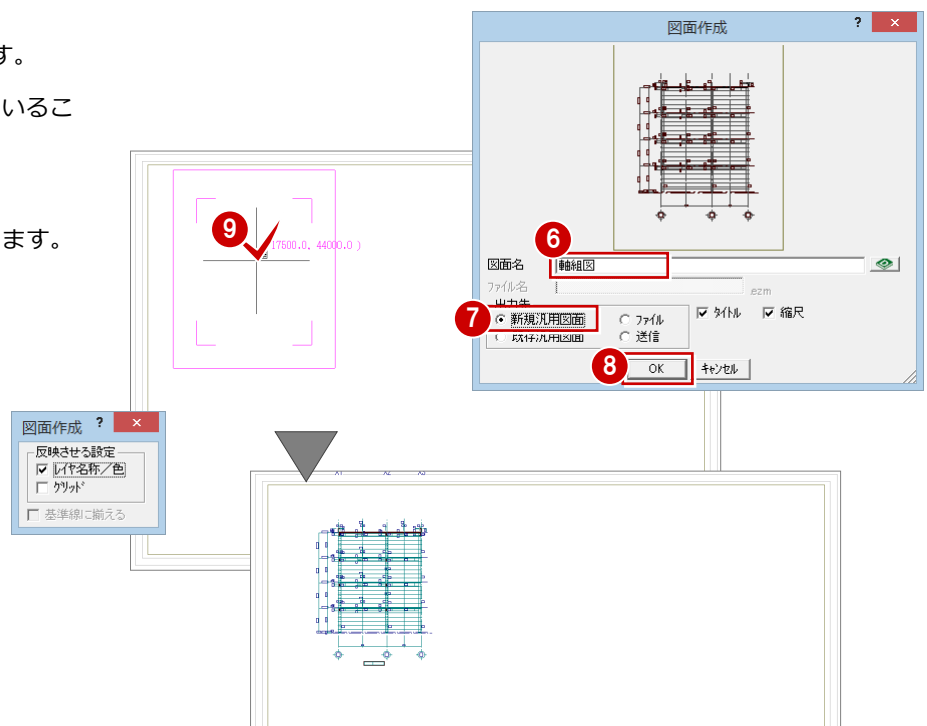 す。
いるこ
ます。
図面作成 ? ×
6
図面名 軸組図
ファイル名 .ezm
出力先
7
新規汎用図面 ファイル
既存汎用図面 送信
タイトル 縮尺
8
OK キャンセル
9
17500.0, 44000.0 )
図面作成 ? ×
反映させる設定
レイヤ名称/色
グリッド
基準線に揃える
X1 X2 X3